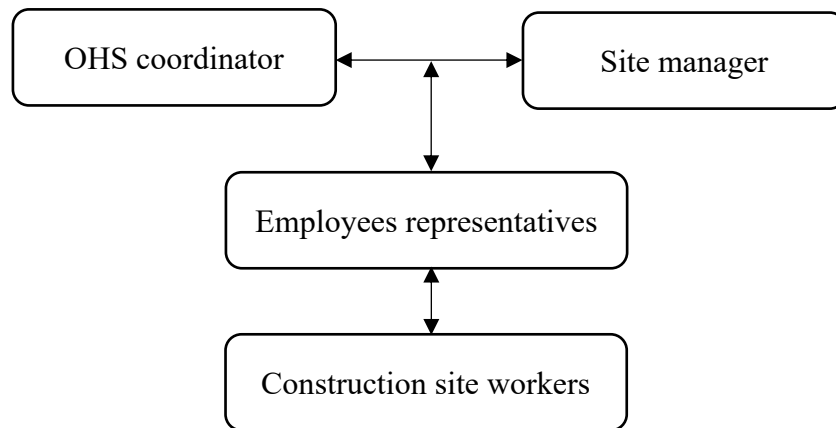 OHS coordinator
Site manager
Employees representatives
Construction site workers